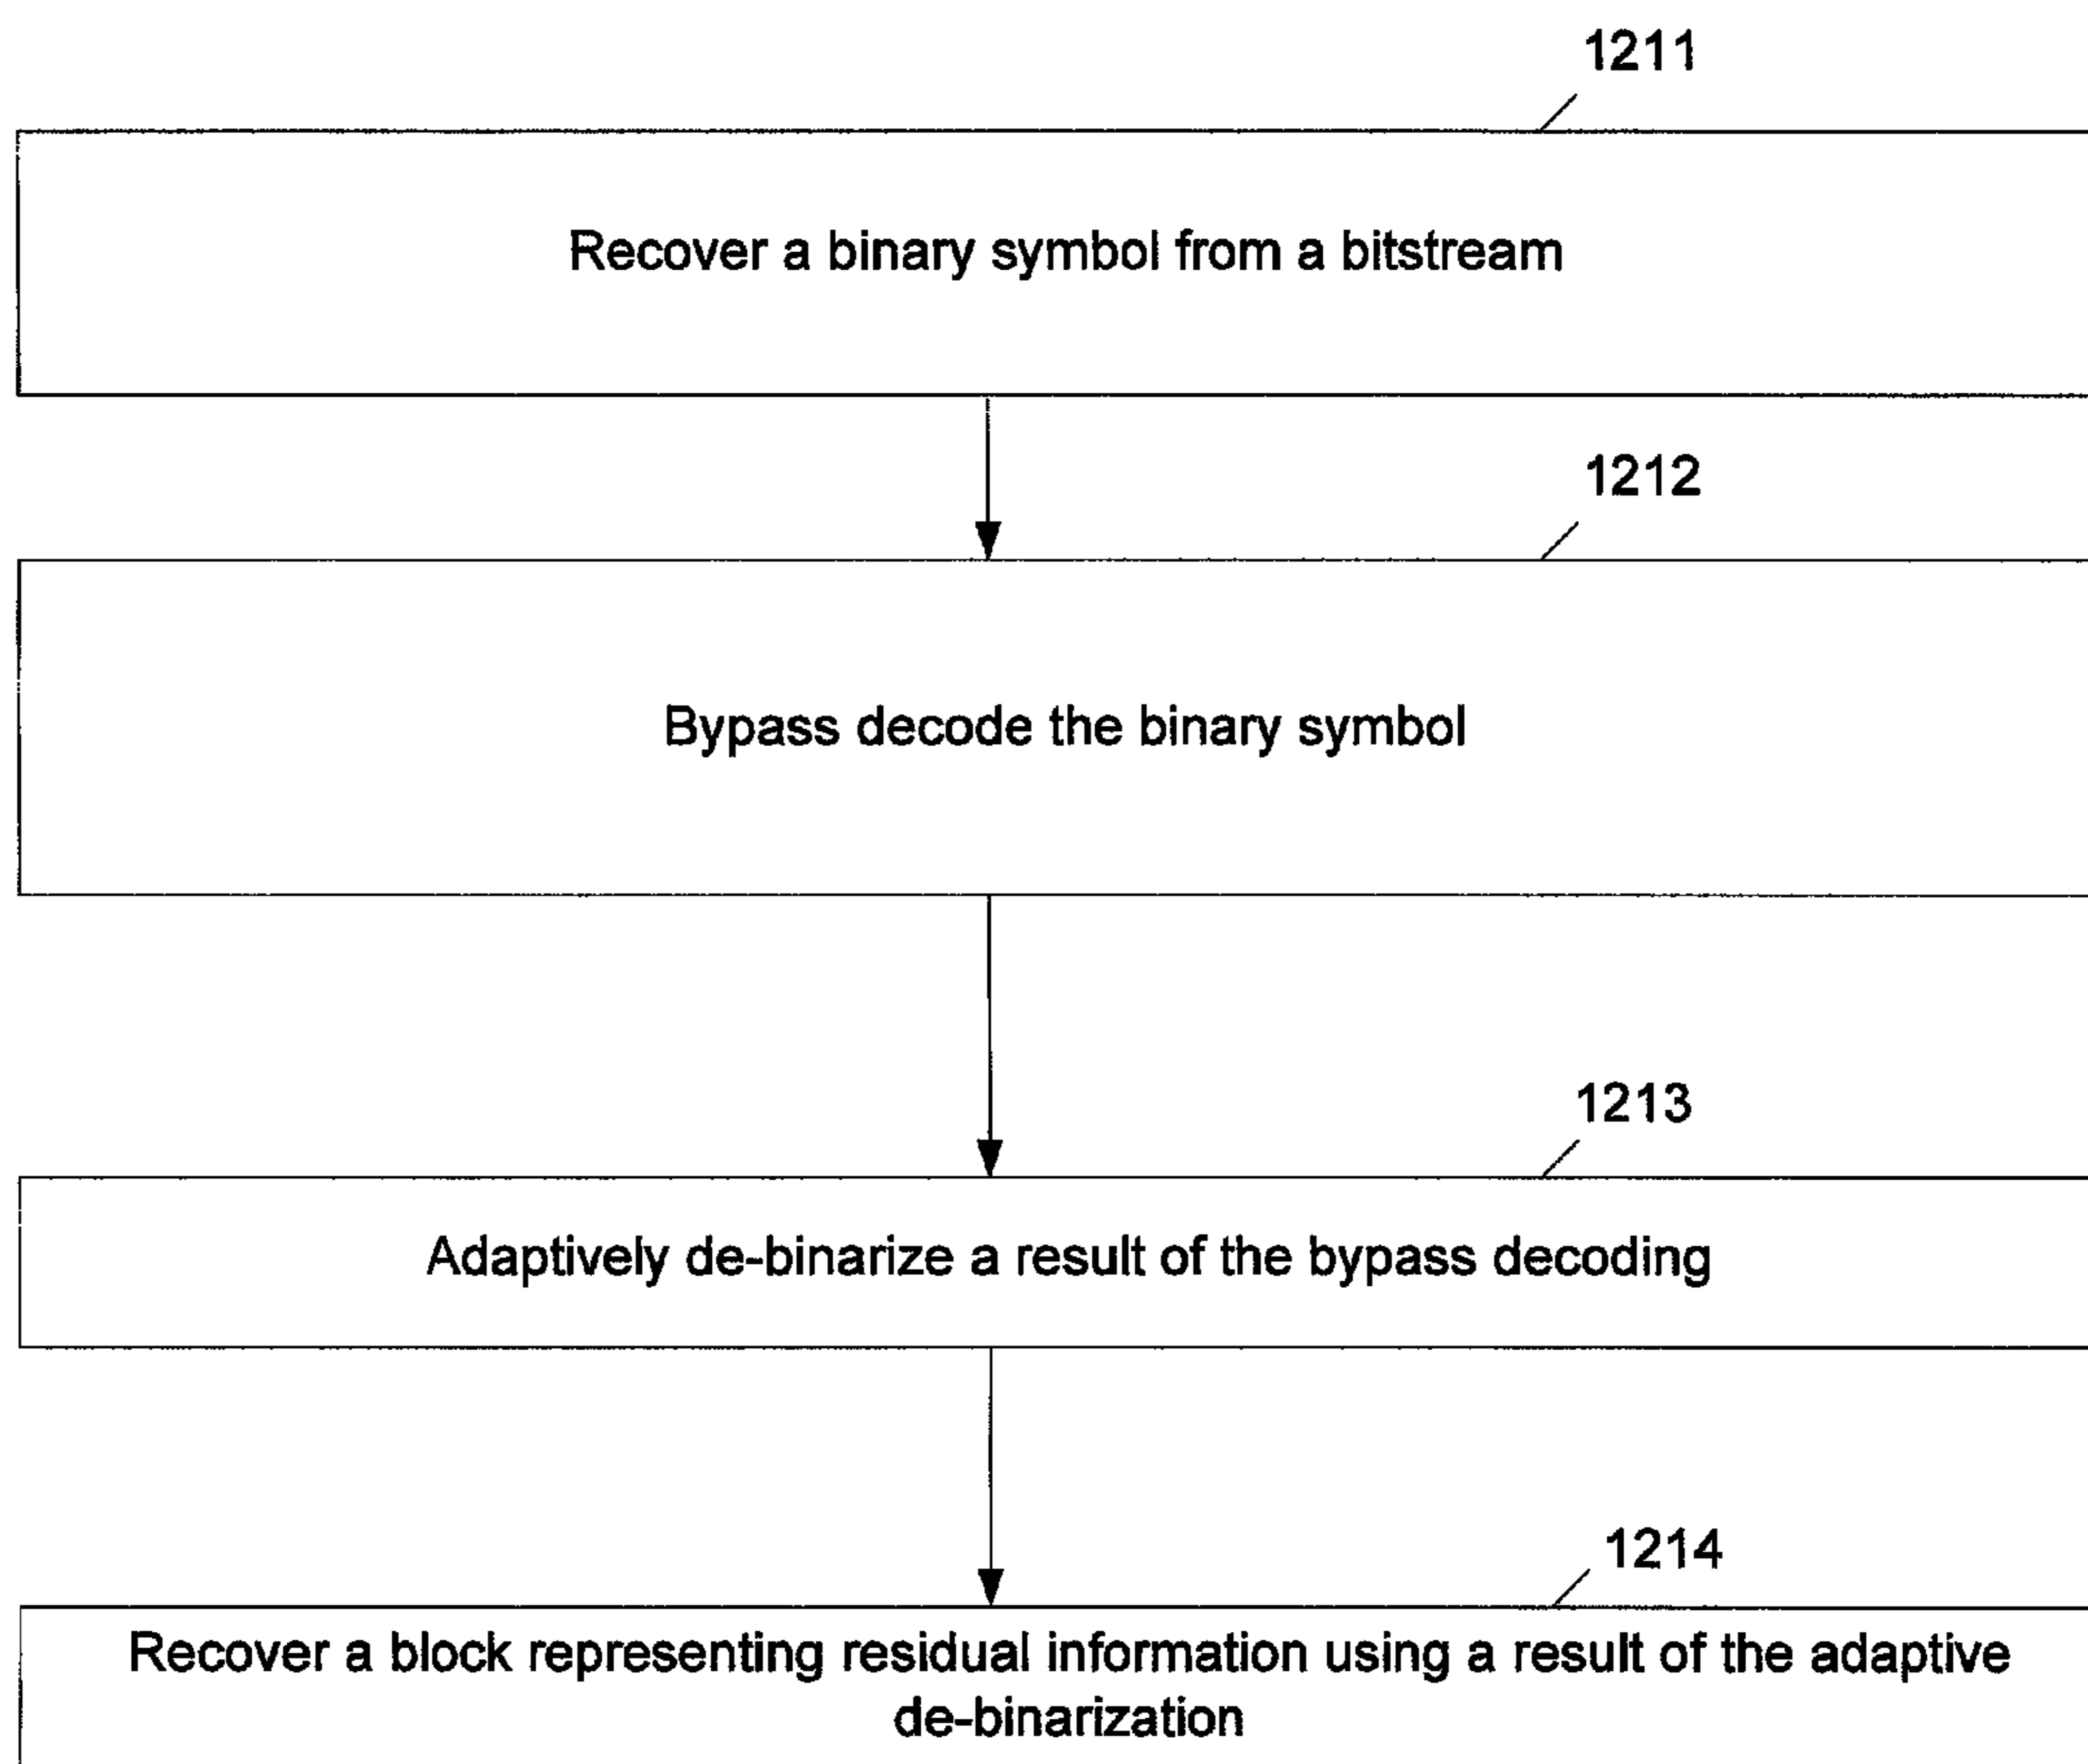 1211
Recover a binary symbol from a bitstream
1212
Bypass decode the binary symbol
1213
Adaptively de-binarize a result of the bypass decoding
1214
Recover a block representing residual information using a result of the adaptive
de-binarization